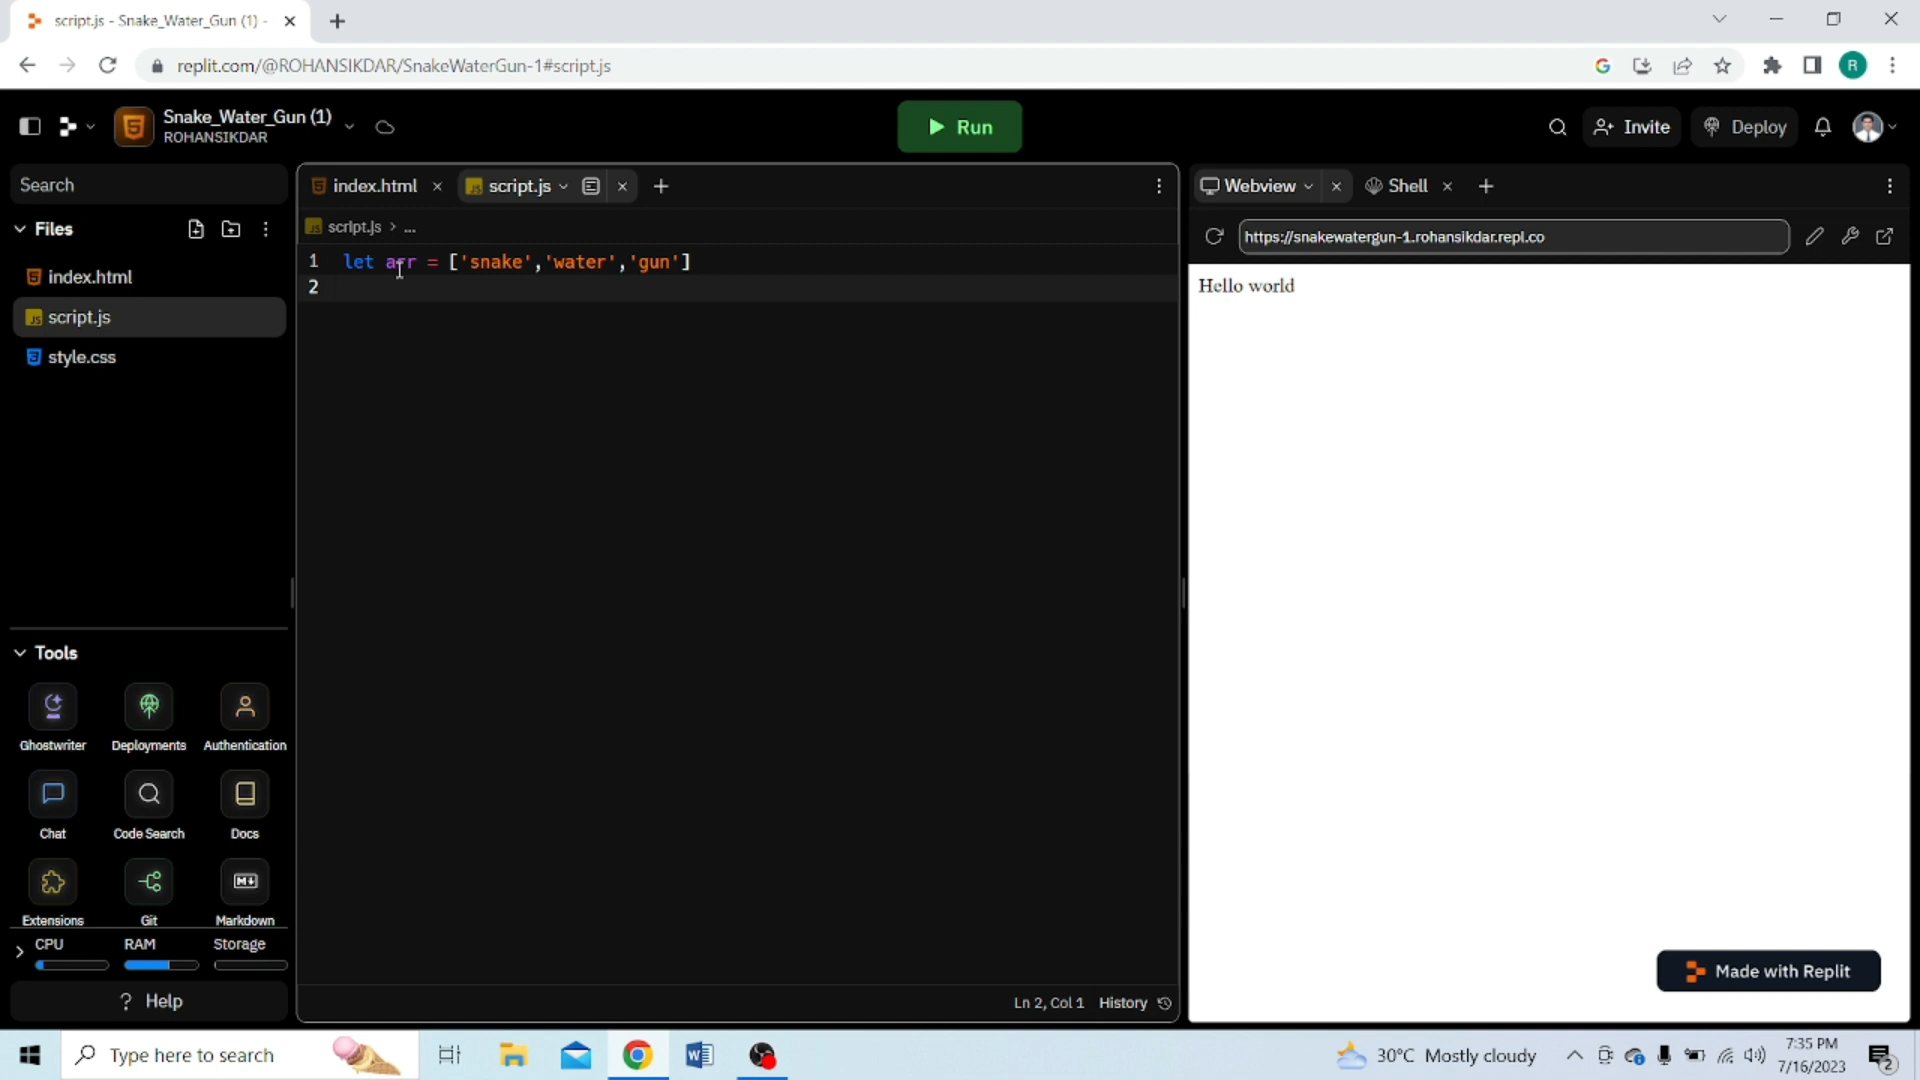 script.js - Snake_Water_Gun (1) -
replit.com/@ROHANSIKDAR/SnakeWaterGun-1#script.js
R
Snake_Water_Gun (1)
ROHANSIKDAR
Run
Invite
Deploy
Search
Files
index.html
script.js
style.css
Tools
Ghostwriter
Deployments
Authentication
Chat
Code Search
Docs
Extensions
Git
Markdown
CPU
RAM
Storage
? Help
index.html
script.js
script.js > ...
1 let arr = ['snake','water','gun']
2
Ln 2, Col 1
History
Webview
Shell
https://snakewatergun-1.rohansikdar.repl.co
Hello world
Made with Replit
Type here to search
30°C Mostly cloudy
7:35 PM
7/16/2023
2